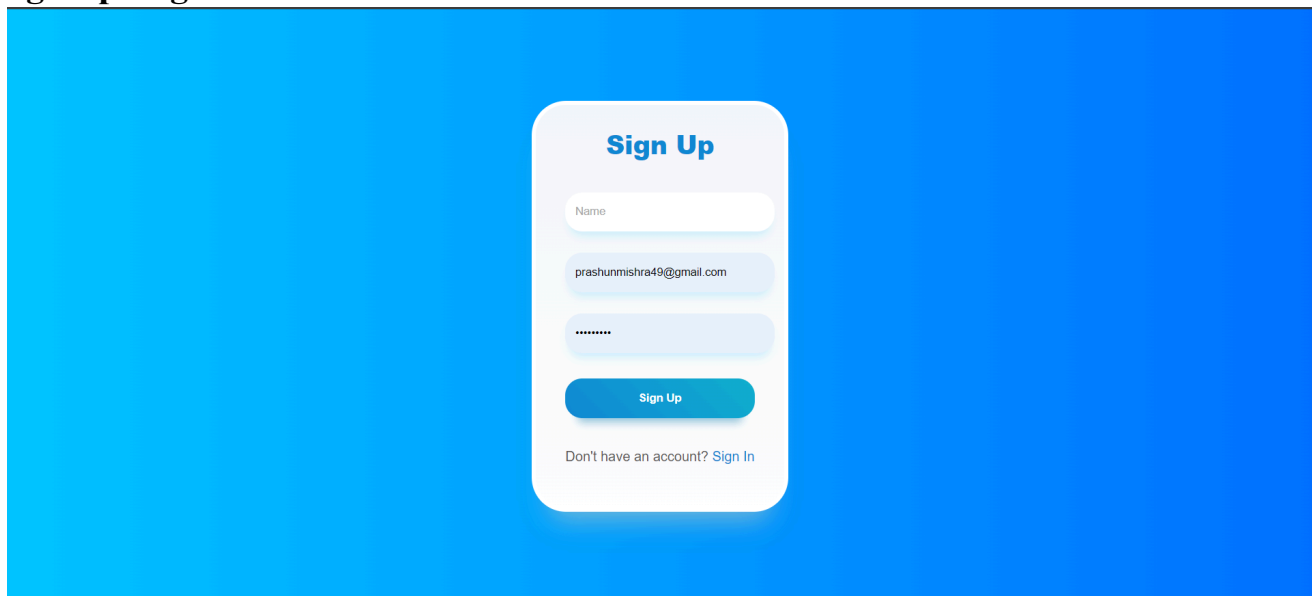 Sign Up
Name
prashunmishra49@gmail.com
•••••••••
Sign Up
Don't have an account? Sign In